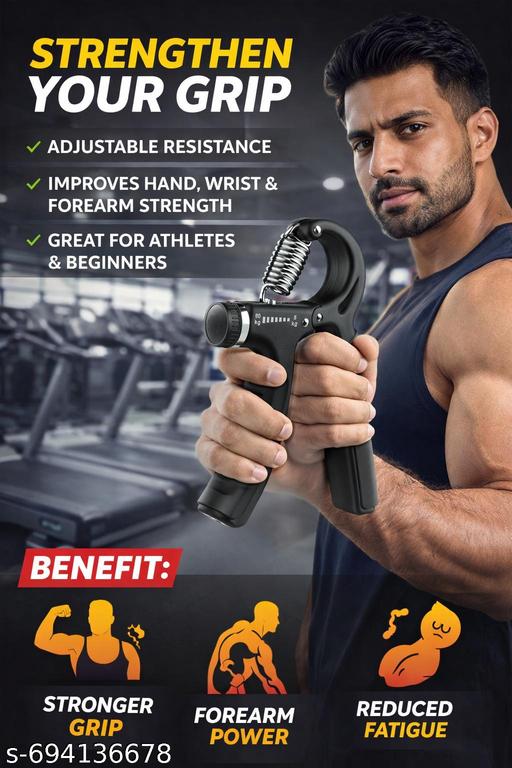 STRENGTHEN
YOUR GRIP
ADJUSTABLE RESISTANCE
IMPROVES HAND, WRIST &
FOREARM STRENGTH
GREAT FOR ATHLETES
& BEGINNERS
BENEFIT:
STRONGER
GRIP
FOREARM
POWER
REDUCED
FATIGUE
s-694136678